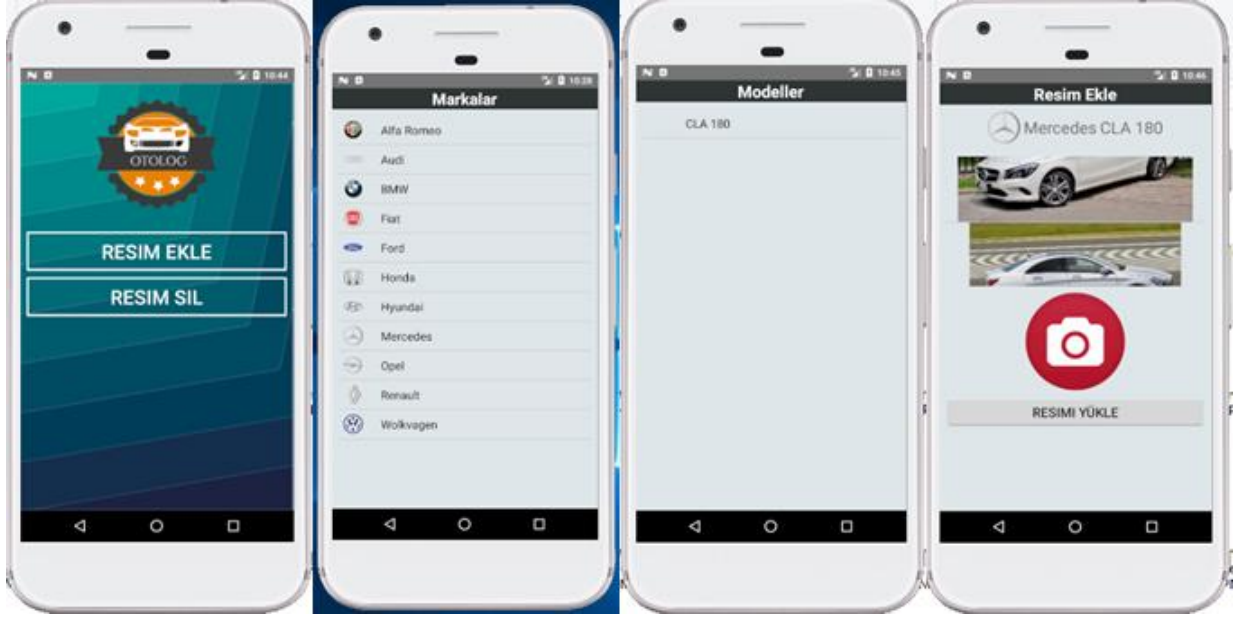 10:44
OTOLOG
RESIM EKLE
RESIM SIL
10:28
Markalar
Alfa Romeo
Audi
BMW
Fiat
Ford
Honda
Hyundai
Mercedes
Opel
Renault
Wolkvagen
10:45
Modeller
CLA 180
10:46
Resim Ekle
Mercedes CLA 180
RESIMI YÜKLE